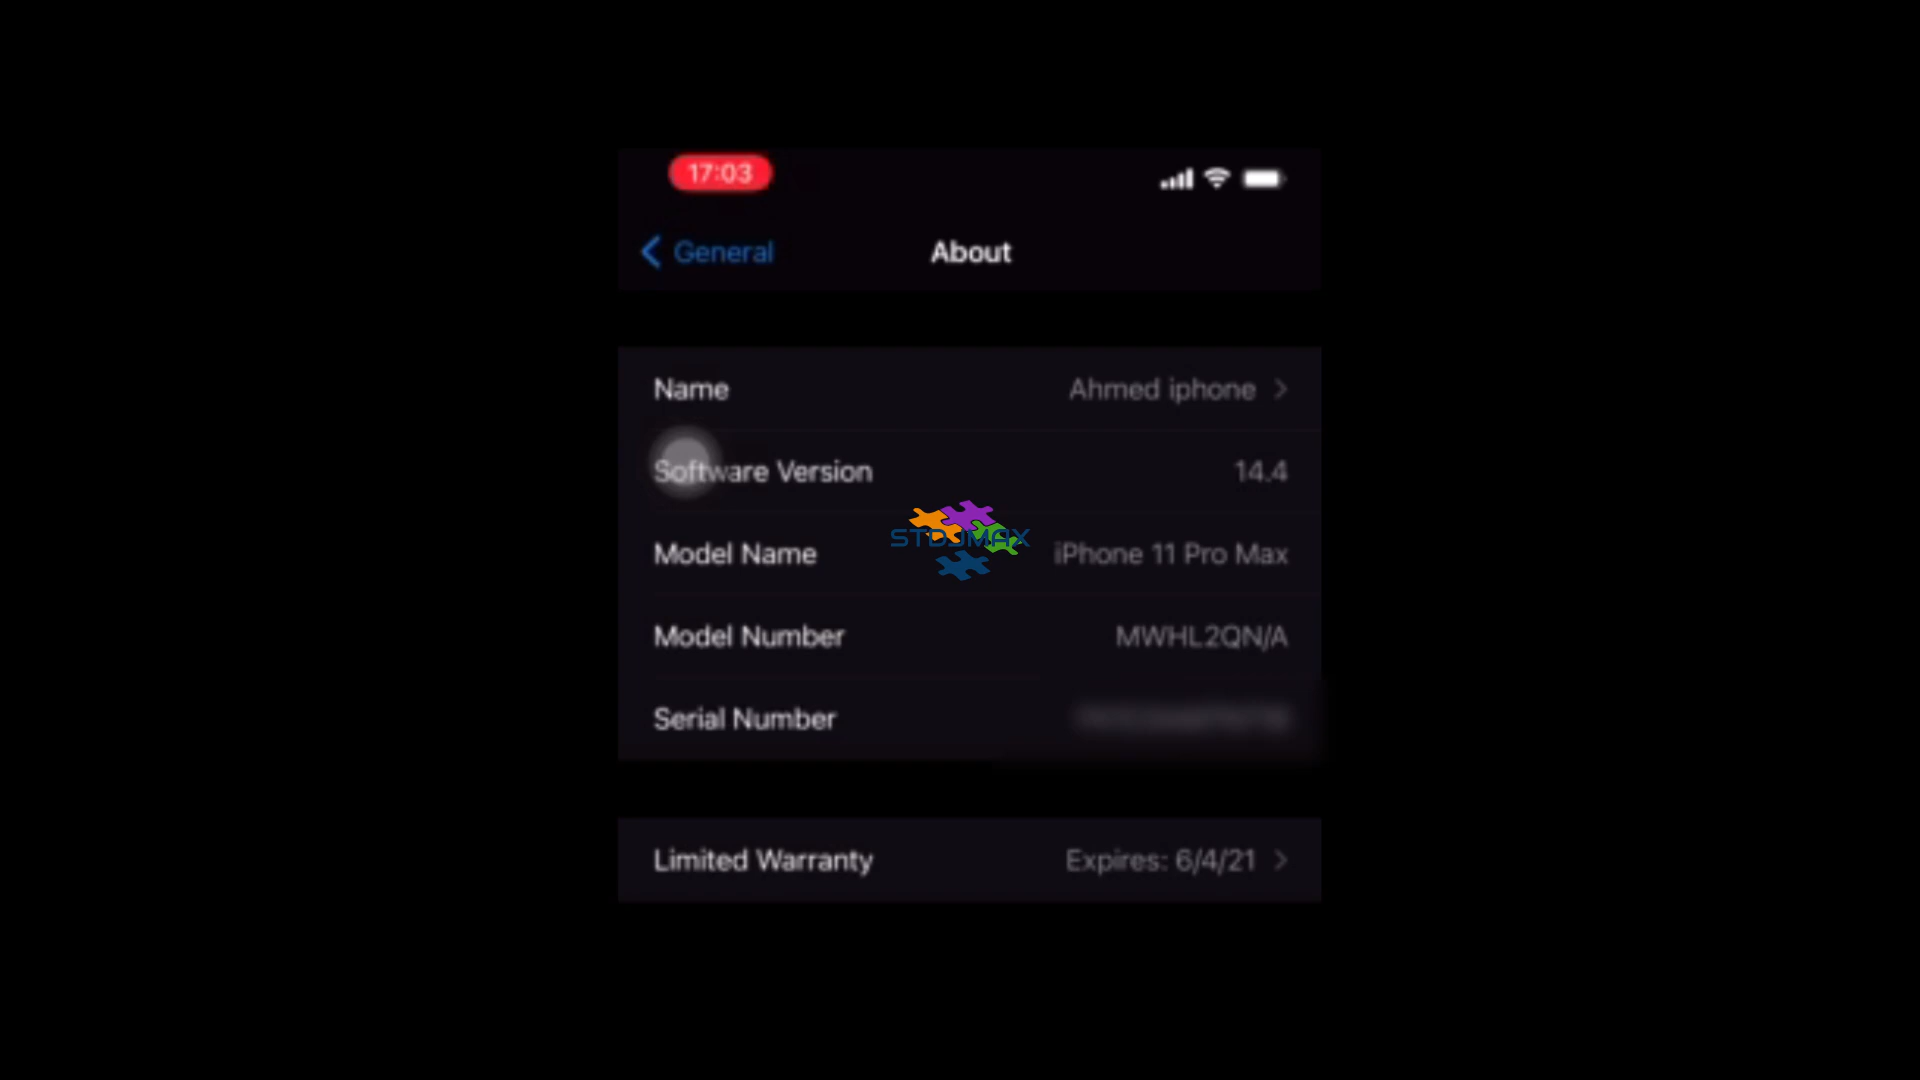 17:03
General
About
Name
Ahmed iphone
Software Version
14.4
STDJMAX
Model Name
iPhone 11 Pro Max
Model Number
MWHL2QN/A
Serial Number
Limited Warranty
Expires: 6/4/21